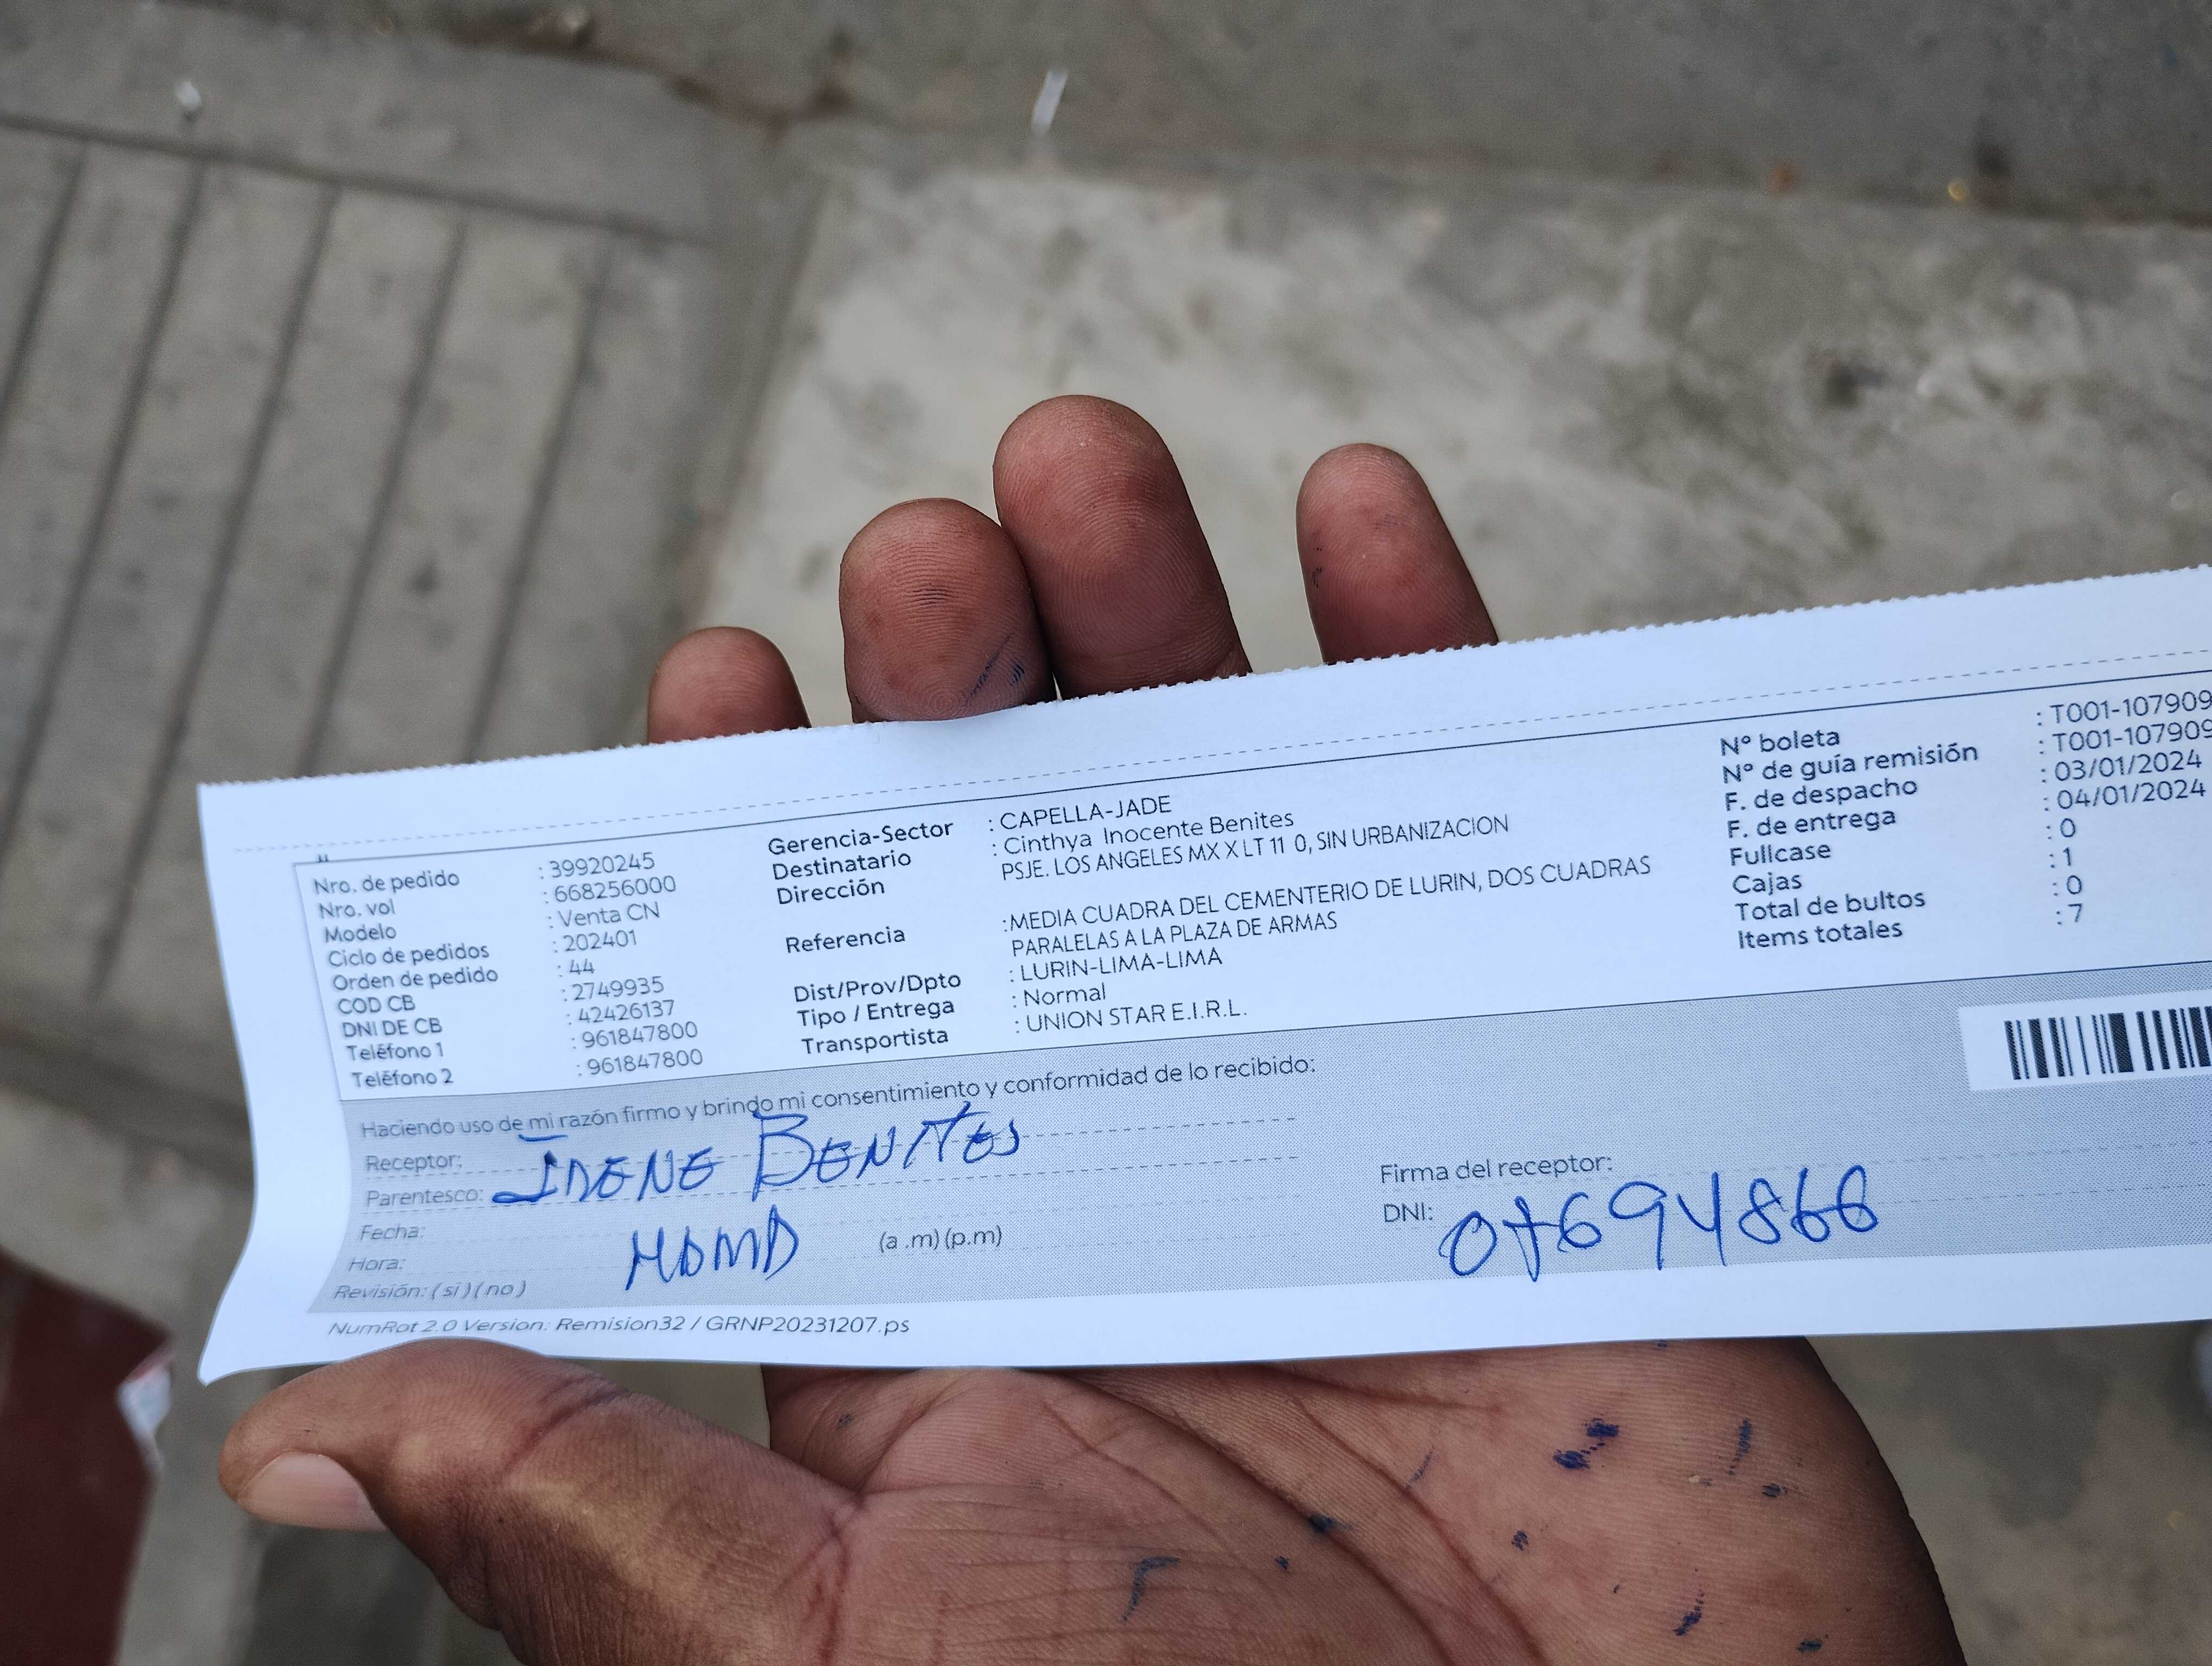 Nro. de pedido : 39920245
Nro. vol : 668256000
Modelo : Venta CN
Ciclo de pedidos : 202401
Orden de pedido : 44
COD CB : 2749935
DNI DE CB : 42426137
Teléfono 1 : 961847800
Teléfono 2 : 961847800
Gerencia-Sector : CAPELLA-JADE
Destinatario : Cinthya Inocente Benites
Dirección PSJE. LOS ANGELES MX X LT 11 0, SIN URBANIZACION
Referencia :MEDIA CUADRA DEL CEMENTERIO DE LURIN, DOS CUADRAS
PARALELAS A LA PLAZA DE ARMAS
Dist/Prov/Dpto : LURIN-LIMA-LIMA
Tipo / Entrega : Normal
Transportista : UNION STAR E.I.R.L.
N° boleta : T001-107909
N° de guía remisión : T001-107909
F. de despacho : 03/01/2024
F. de entrega : 04/01/2024
Fullcase : 0
Cajas : 1
Total de bultos : 0
Items totales : 7
Haciendo uso de mi razón firmo y brindo mi consentimiento y conformidad de lo recibido:
Receptor: IRENE BENITES
Parentesco:
Fecha:
MAMA
Hora: (a .m) (p.m)
Revisión: ( si ) ( no )
Firma del receptor:
DNI: 07694866
NumRot 2.0 Version: Remision32 / GRNP20231207.ps